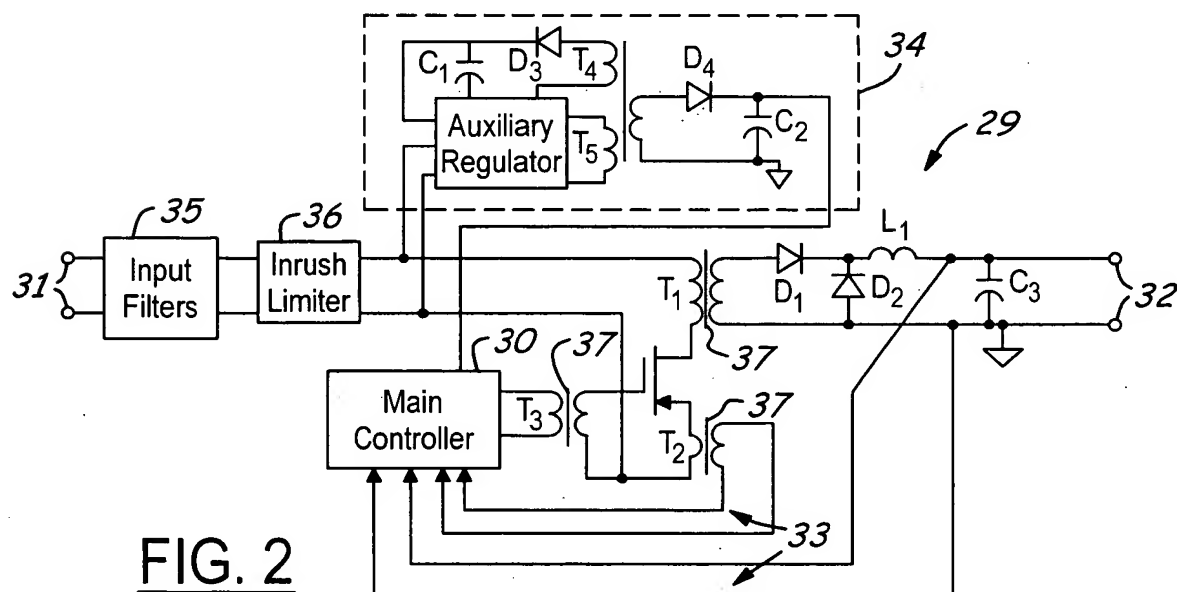 C1
D3
T4
D4
34
Auxiliary
Regulator
T5
C2
29
35
36
L1
31
Input
Filters
Inrush
Limiter
T1
D1
D2
C3
32
30
37
37
Main
Controller
T3
37
T2
33
FIG. 2